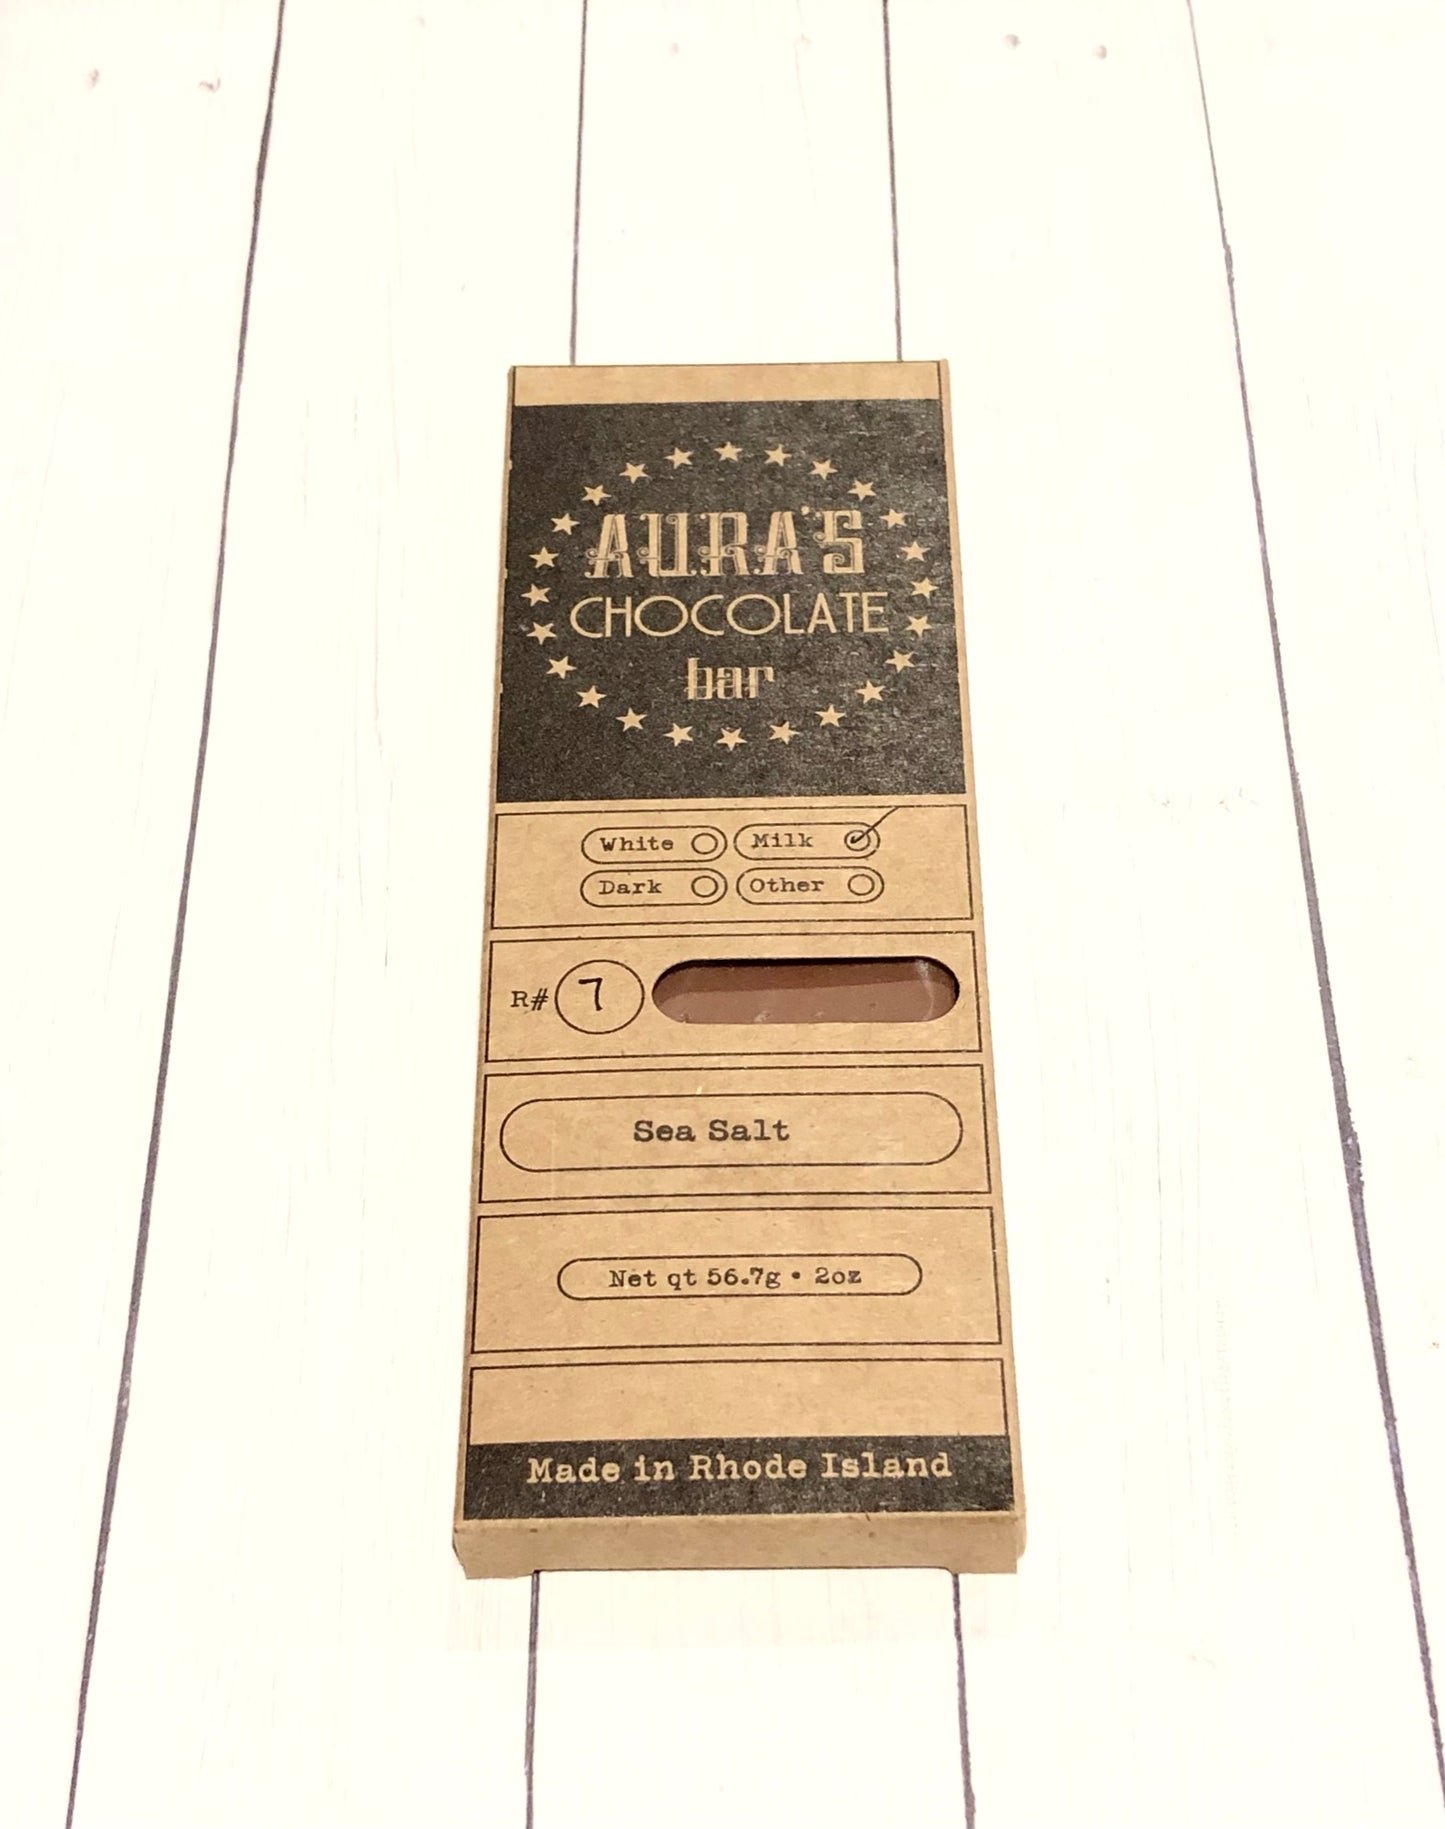 AURA'S
CHOCOLATE
bar
White Milk
Dark Other
R# 7
Sea Salt
Net qt 56.7g • 2oz
Made in Rhode Island